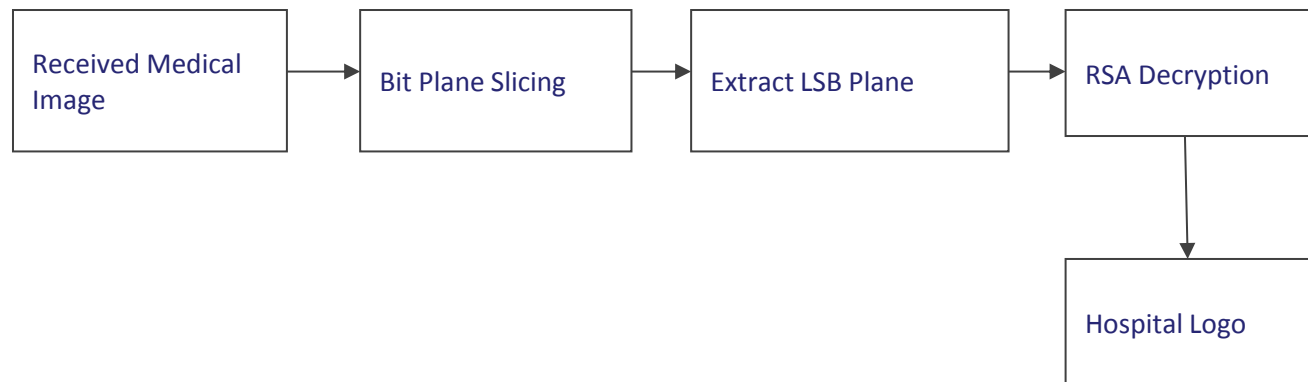 Received Medical
Image
Bit Plane Slicing
Extract LSB Plane
RSA Decryption
Hospital Logo